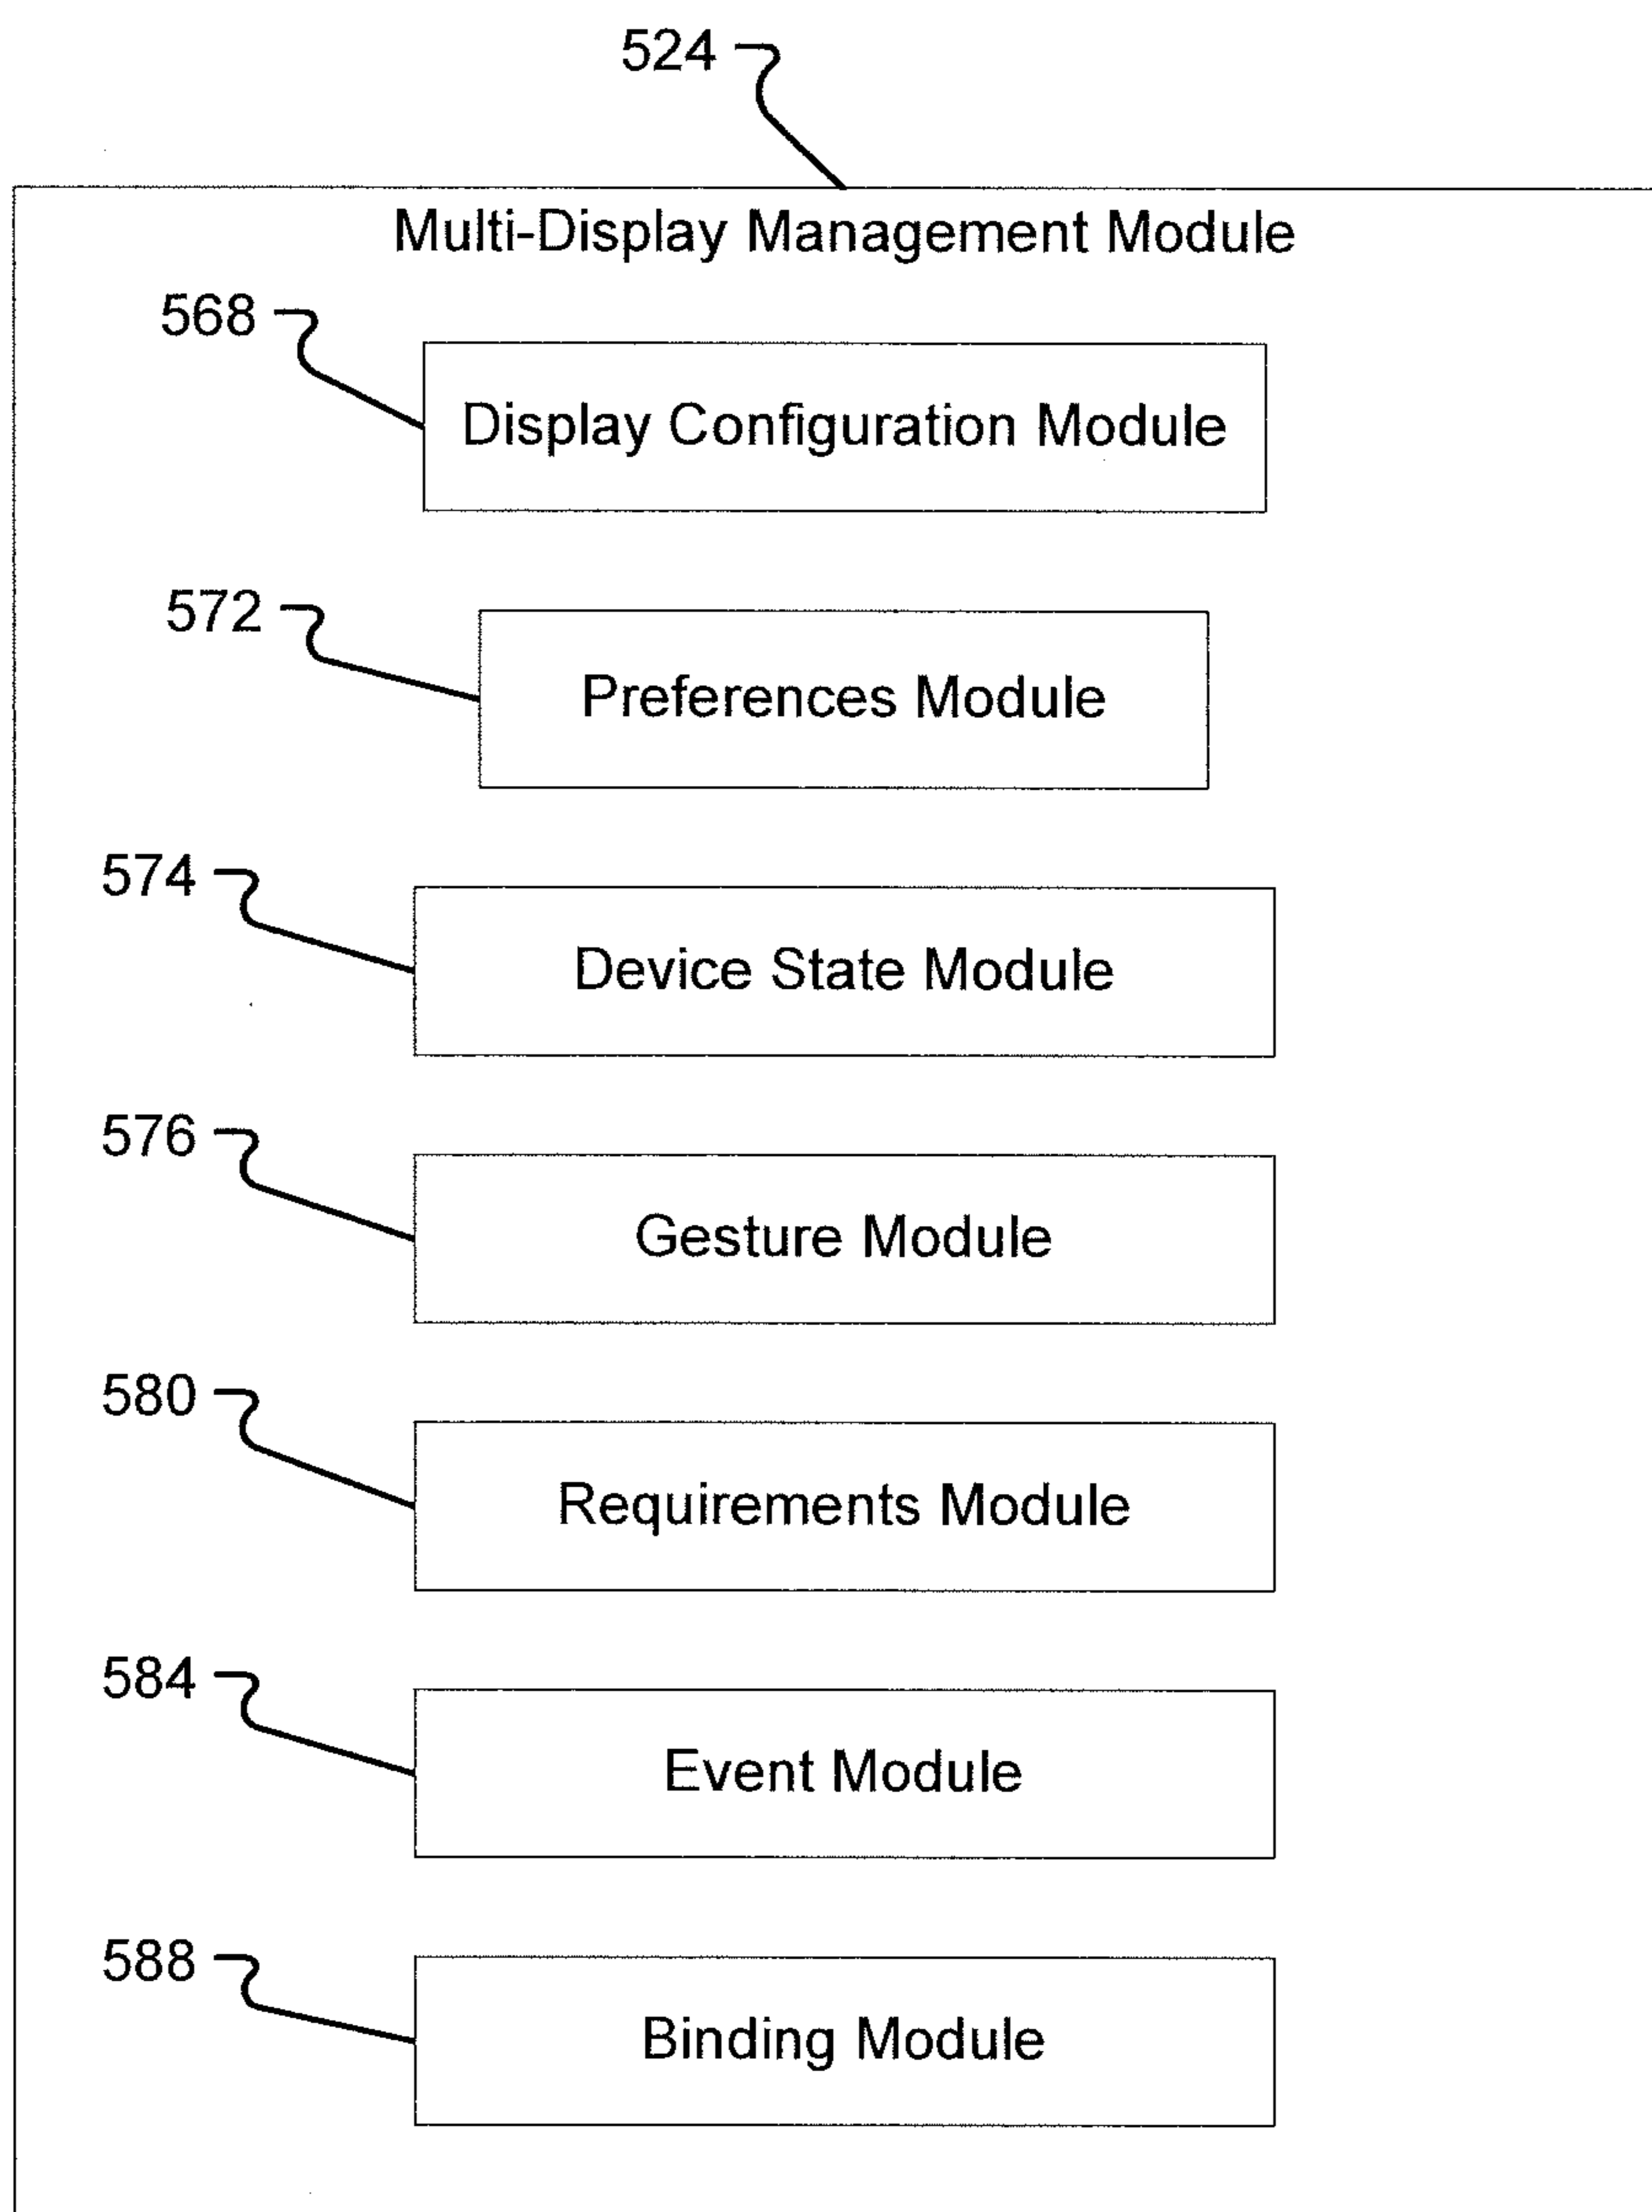 524
Multi-Display Management Module
568
Display Configuration Module
572
Preferences Module
574
Device State Module
576
Gesture Module
580
Requirements Module
584
Event Module
588
Binding Module